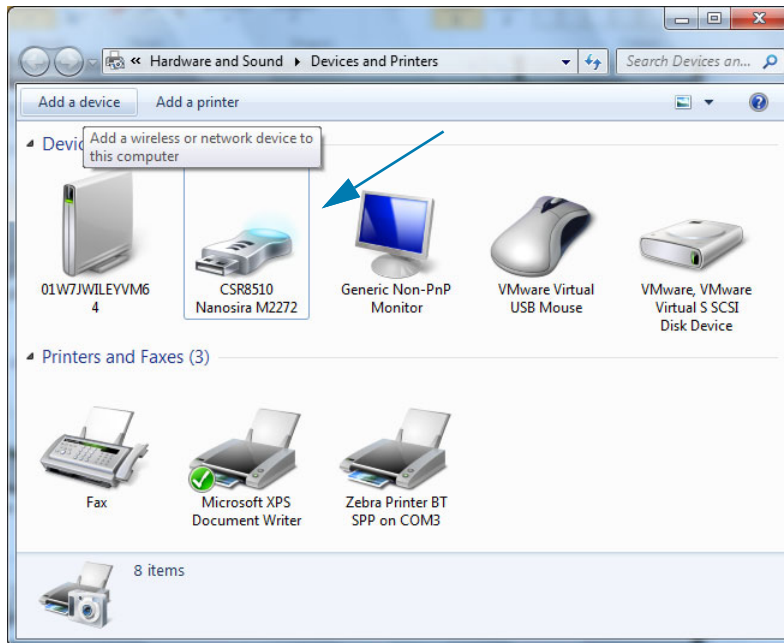 « Hardware and Sound ▸ Devices and Printers
Search Devices an...
Add a device
Add a printer
Devic
Add a wireless or network device to
this computer
01W7JWILEYVM6
4
CSR8510
Nanosira M2272
Generic Non-PnP
Monitor
VMware Virtual
USB Mouse
VMware, VMware
Virtual S SCSI
Disk Device
Printers and Faxes (3)
Fax
Microsoft XPS
Document Writer
Zebra Printer BT
SPP on COM3
8 items